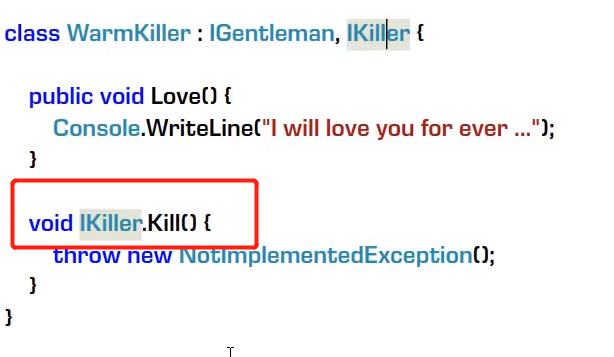 class WarmKiller : IGentleman, IKiller {
public void Love() {
Console.WriteLine("I will love you for ever ...");
}
void IKiller.Kill() {
throw new NotImplementedException();
}
}